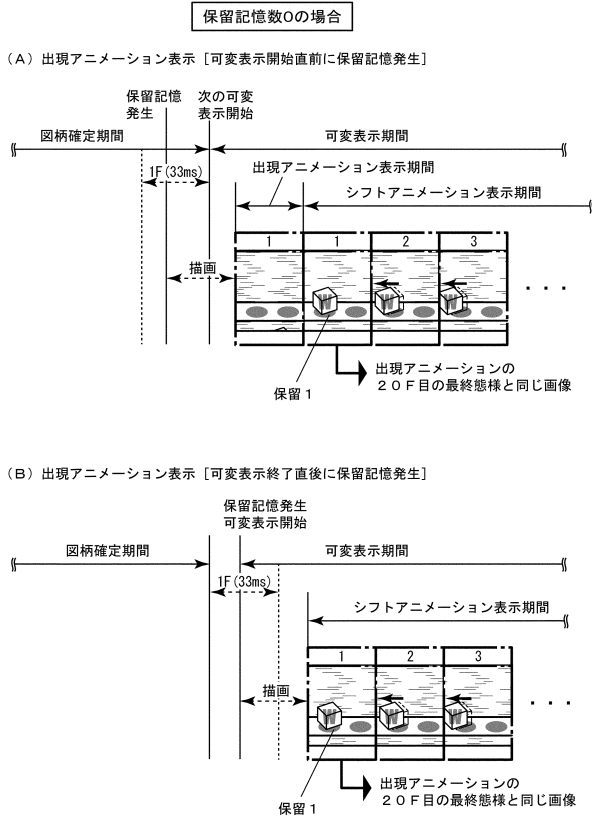 保留記憶数0の場合
(A) 出現アニメーション表示 [可変表示開始直前に保留記憶発生]
保留記憶
発生
次の可変
表示開始
図柄確定期間
可変表示期間
1F(33ms)
出現アニメーション表示期間
シフトアニメーション表示期間
1
1
2
3
描画
W
W
W
・・・
保留1
出現アニメーションの
20F目の最終態様と同じ画像
(B) 出現アニメーション表示 [可変表示終了直後に保留記憶発生]
保留記憶発生
可変表示開始
図柄確定期間
可変表示期間
1F(33ms)
シフトアニメーション表示期間
1
2
3
描画
W
W
W
・・・
保留1
出現アニメーションの
20F目の最終態様と同じ画像